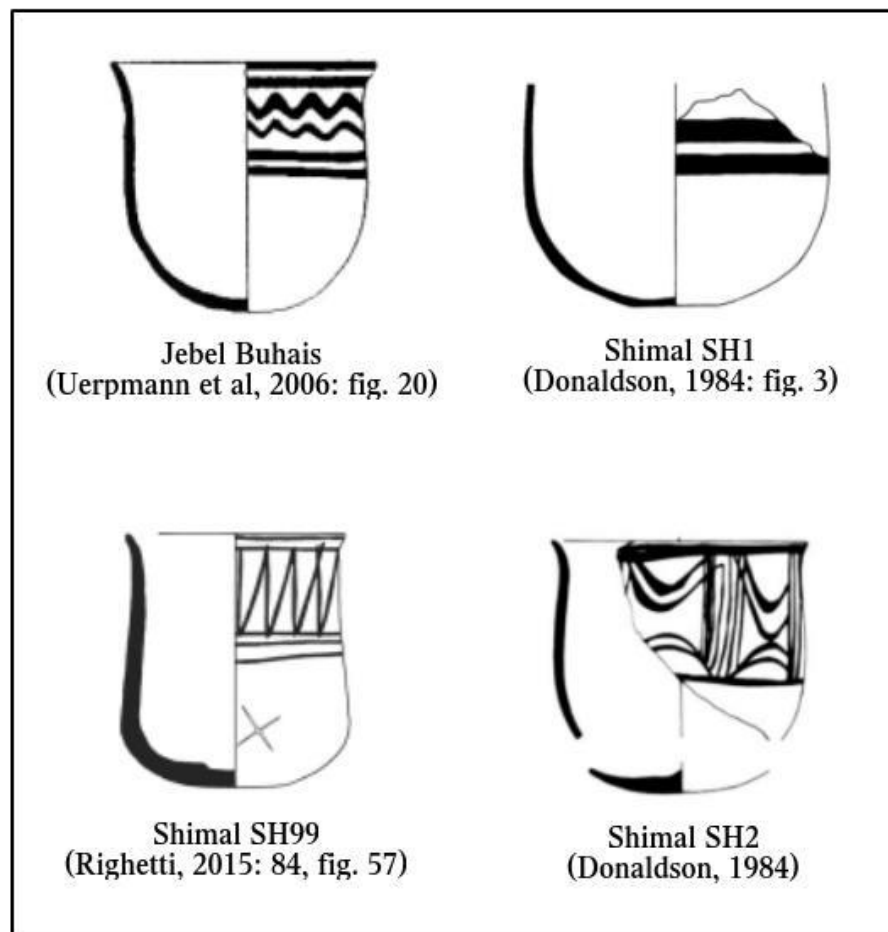 Jebel Buhais
(Uerpmann et al, 2006: fig. 20)
Shimal SH1
(Donaldson, 1984: fig. 3)
Shimal SH99
(Righetti, 2015: 84, fig. 57)
Shimal SH2
(Donaldson, 1984)